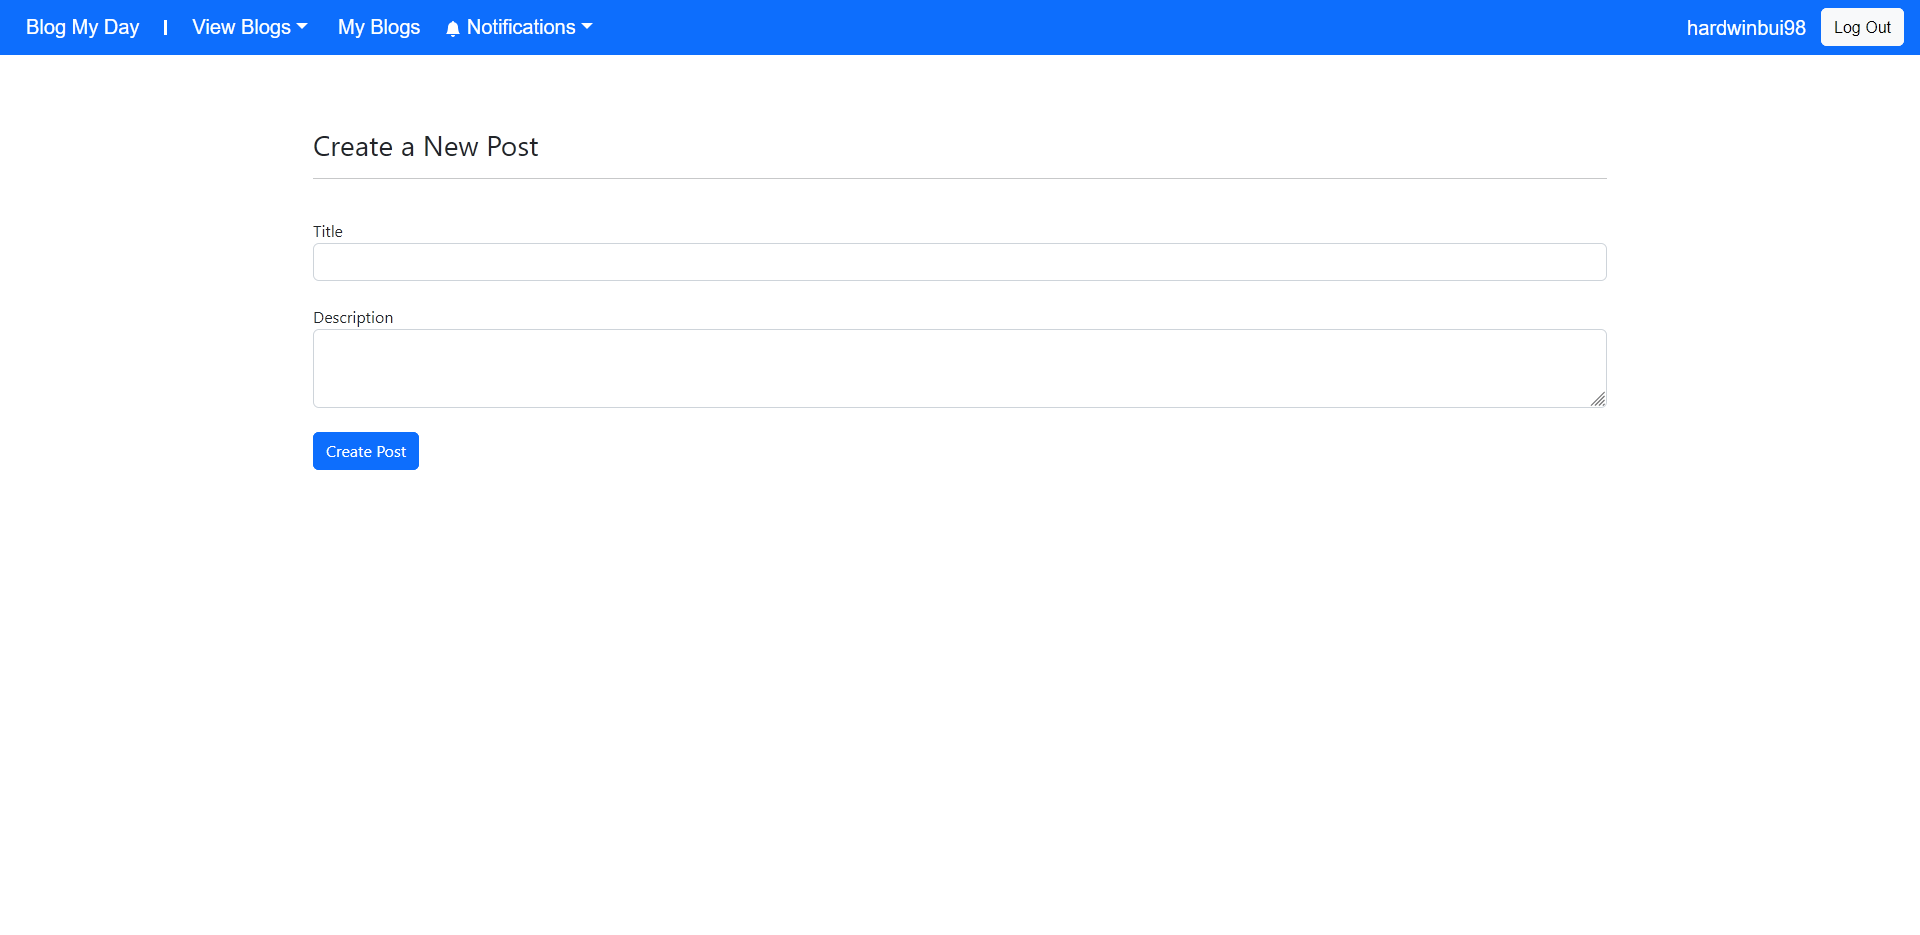 Blog My Day | View Blogs My Blogs Notifications hardwinbui98 Log Out
Create a New Post
Title
Description
Create Post